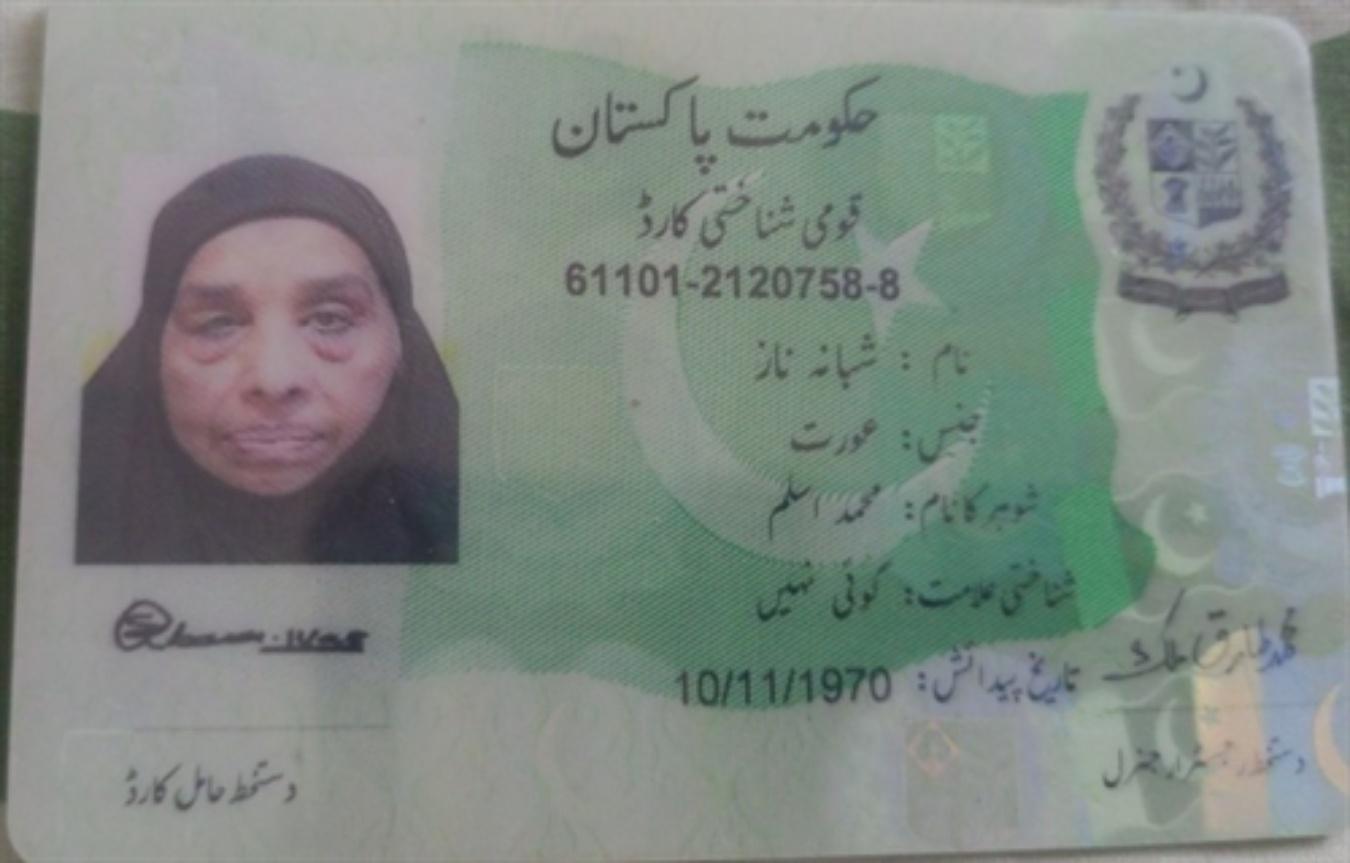 حکومت پاکستان
قومی شناختی کارڈ
61101-2120758-8
نام : شبانہ ناز
جنس: عورت
شوہر کا نام: محمد اسلم
شناختی علامت: کوئی نہیں
تاریخ پیدائش: 10/11/1970
محمد طارق ملک
دستخط رجسٹرار جنرل
دستخط حامل کارڈ